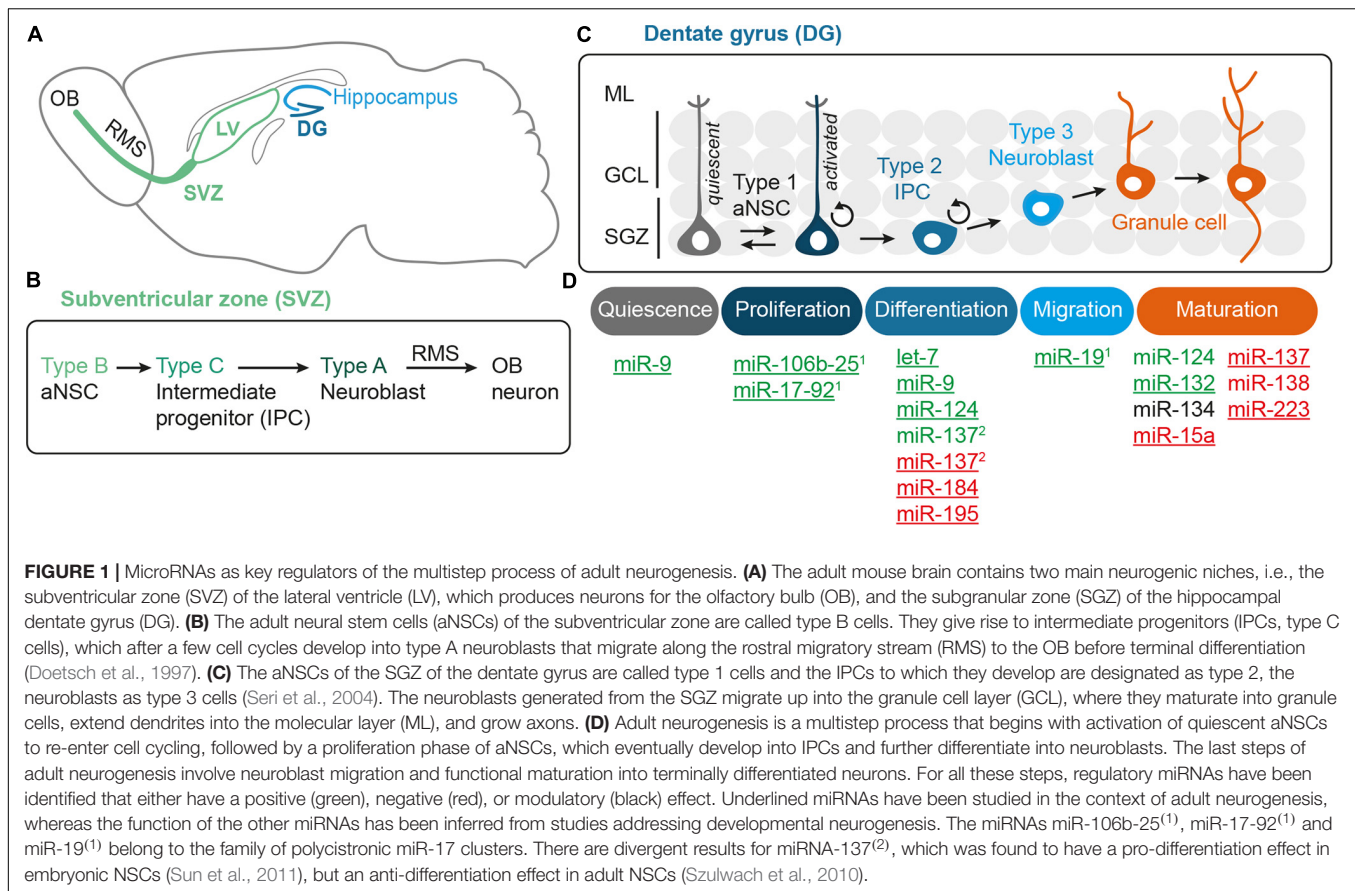 A
OB
RMS
SVZ
LV
Hippocampus
DG
B
Subventricular zone (SVZ)
Type B
aNSC
Type C
Intermediate
progenitor (IPC)
Type A
Neuroblast
RMS
OB
neuron
C
Dentate gyrus (DG)
ML
GCL
SGZ
quiescent
Type 1
aNSC
activated
Type 2
IPC
Type 3
Neuroblast
Granule cell
D
Quiescence
Proliferation
Differentiation
Migration
Maturation
miR-9
miR-106b-25¹
miR-17-92¹
let-7
miR-9
miR-124
miR-137²
miR-137²
miR-184
miR-195
miR-19¹
miR-124
miR-132
miR-134
miR-15a
miR-137
miR-138
miR-223
FIGURE 1 | MicroRNAs as key regulators of the multistep process of adult neurogenesis. (A) The adult mouse brain contains two main neurogenic niches, i.e., the
subventricular zone (SVZ) of the lateral ventricle (LV), which produces neurons for the olfactory bulb (OB), and the subgranular zone (SGZ) of the hippocampal
dentate gyrus (DG). (B) The adult neural stem cells (aNSCs) of the subventricular zone are called type B cells. They give rise to intermediate progenitors (IPCs, type C
cells), which after a few cell cycles develop into type A neuroblasts that migrate along the rostral migratory stream (RMS) to the OB before terminal differentiation
(Doetsch et al., 1997). (C) The aNSCs of the SGZ of the dentate gyrus are called type 1 cells and the IPCs to which they develop are designated as type 2, the
neuroblasts as type 3 cells (Seri et al., 2004). The neuroblasts generated from the SGZ migrate up into the granule cell layer (GCL), where they maturate into granule
cells, extend dendrites into the molecular layer (ML), and grow axons. (D) Adult neurogenesis is a multistep process that begins with activation of quiescent aNSCs
to re-enter cell cycling, followed by a proliferation phase of aNSCs, which eventually develop into IPCs and further differentiate into neuroblasts. The last steps of
adult neurogenesis involve neuroblast migration and functional maturation into terminally differentiated neurons. For all these steps, regulatory miRNAs have been
identified that either have a positive (green), negative (red), or modulatory (black) effect. Underlined miRNAs have been studied in the context of adult neurogenesis,
whereas the function of the other miRNAs has been inferred from studies addressing developmental neurogenesis. The miRNAs miR-106b-25⁽¹⁾, miR-17-92⁽¹⁾ and
miR-19⁽¹⁾ belong to the family of polycistronic miR-17 clusters. There are divergent results for miRNA-137⁽²⁾, which was found to have a pro-differentiation effect in
embryonic NSCs (Sun et al., 2011), but an anti-differentiation effect in adult NSCs (Szulwach et al., 2010).